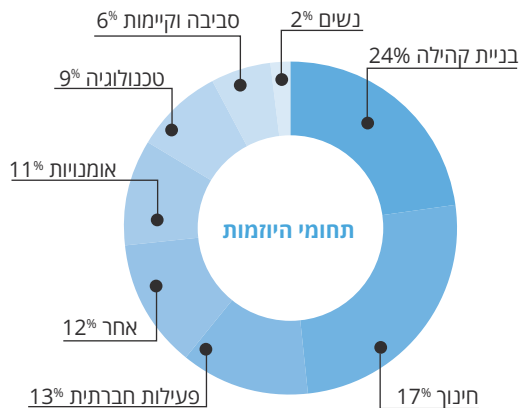 נשים 2%
סביבה וקיימות 6%
בניית קהילה 24%
טכנולוגיה 9%
אומנויות 11%
תחומי היוזמות
אחר 12%
פעילות חברתית 13%
חינוך 17%